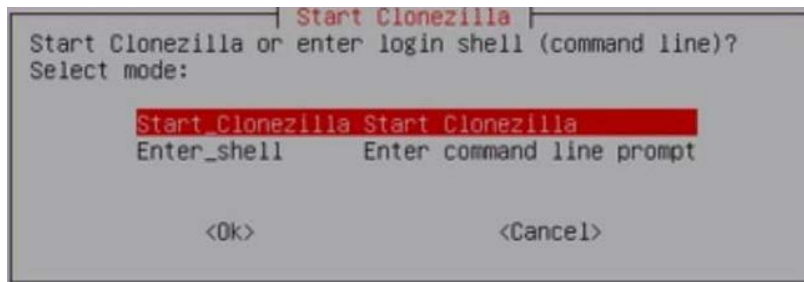 Start Clonezilla
Start Clonezilla or enter login shell (command line)?
Select mode:
Start_Clonezilla Start Clonezilla
Enter_shell Enter command line prompt
<Ok> <Cancel>